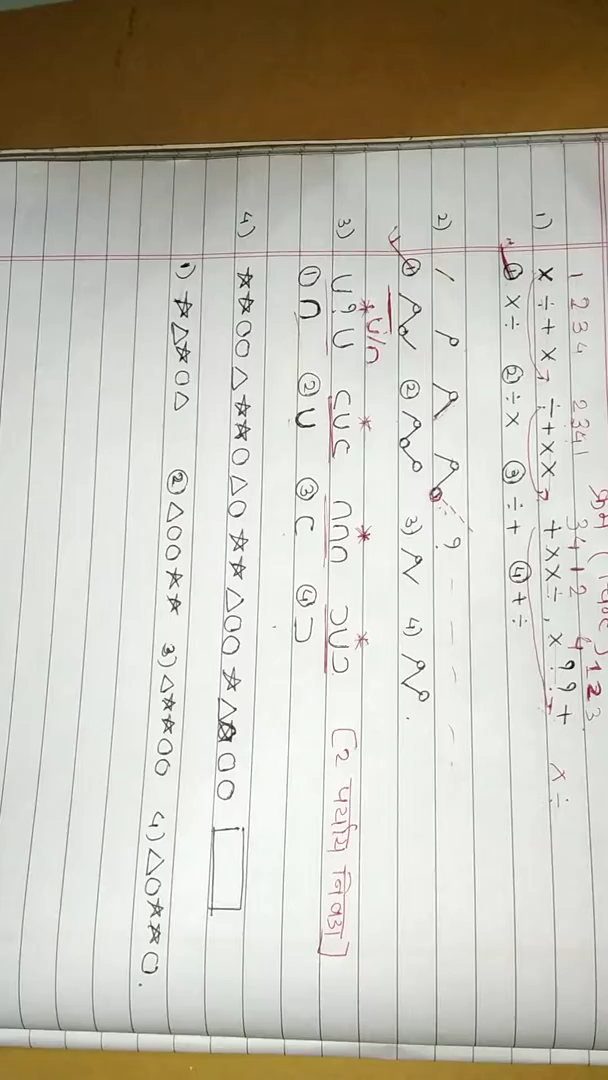 1 2 3 4 2 3 4 1 3 4 1 2 4 1 2 3
1) × ÷ + ×, ÷ + × ×, + × × ÷, × ? ? + × ÷
① × ÷ ② ÷ × ③ ÷ + ④ + ÷
2) ?
① ② 3) 4)
U/∩
3) U ? U ⊂ U ⊂ ∩ ∩ ∩ ⊃ U ⊃ [2 पर्याय निवडा]
① ∩ ② U ③ ⊂ ④ ⊃
4) ☆☆○○△☆☆○△○☆☆△○○☆△☆○○
1) ☆△☆○△ 2) △○○☆☆ 3) △☆☆○○ 4) △○☆☆○.